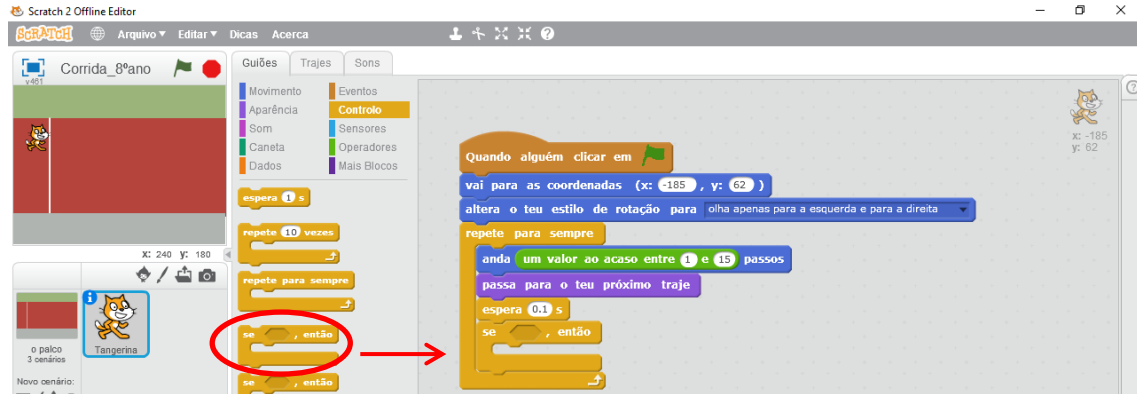 Scratch 2 Offline Editor
SCRATCH Arquivo Editar Dicas Acerca
Corrida_8ºano
v461
Guiões Trajes Sons
Movimento Eventos
Aparência Controlo
Som Sensores
Caneta Operadores
Dados Mais Blocos
espera 1 s
repete 10 vezes
repete para sempre
se , então
se , então
Quando alguém clicar em
vai para as coordenadas (x: -185 , y: 62 )
altera o teu estilo de rotação para olha apenas para a esquerda e para a direita
repete para sempre
anda um valor ao acaso entre 1 e 15 passos
passa para o teu próximo traje
espera 0.1 s
se , então
x: -185
y: 62
X: 240 y: 180
o palco
3 cenários
Tangerina
Novo cenário: